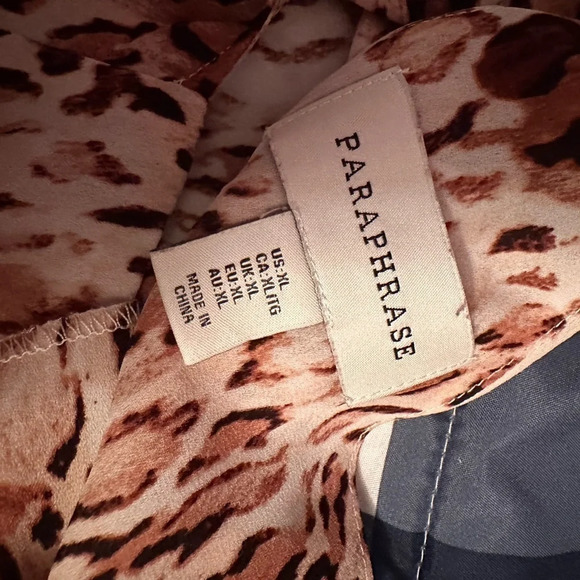 PARAPHRASE
US:XL
CA:XL/TG
UK:XL
EU:XL
AU:XL
MADE IN
CHINA